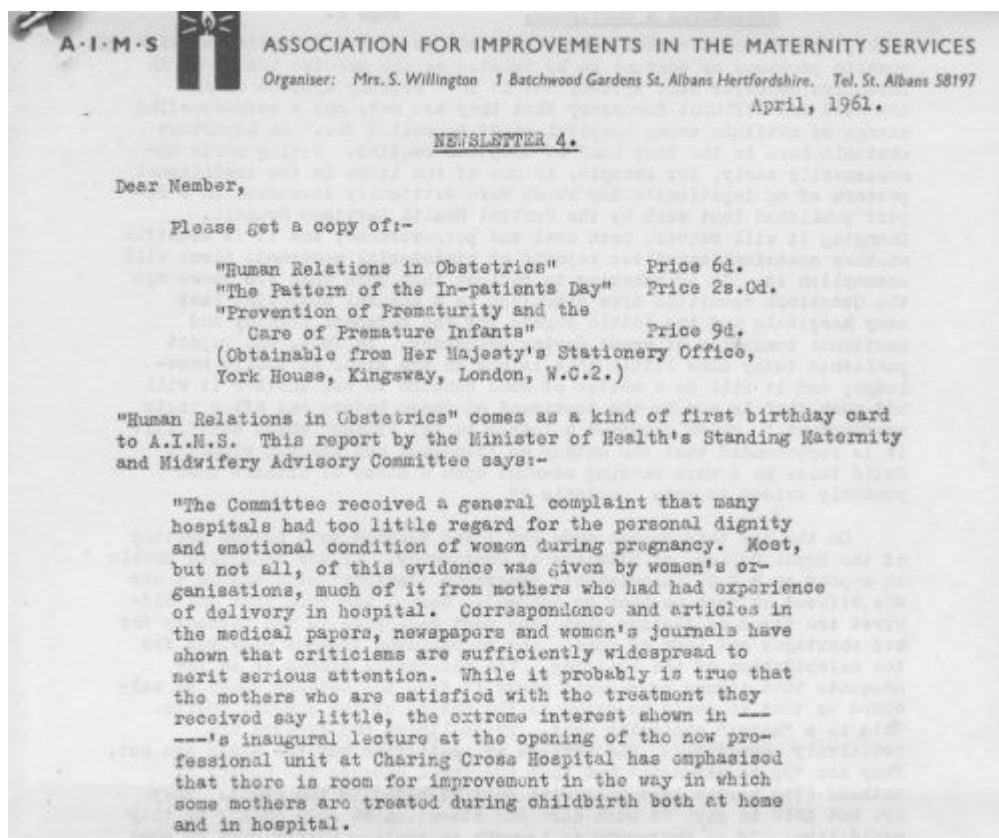 A·I·M·S
ASSOCIATION FOR IMPROVEMENTS IN THE MATERNITY SERVICES
Organiser: Mrs. S. Willington 1 Batchwood Gardens St. Albans Hertfordshire. Tel. St. Albans 58197
April, 1961.
NEWSLETTER 4.
Dear Member,
Please get a copy of:-
"Human Relations in Obstetrics" Price 6d.
"The Pattern of the In-patients Day" Price 2s.0d.
"Prevention of Prematurity and the
Care of Premature Infants" Price 9d.
(Obtainable from Her Majesty's Stationery Office,
York House, Kingsway, London, W.C.2.)
"Human Relations in Obstetrics" comes as a kind of first birthday card
to A.I.M.S. This report by the Minister of Health's Standing Maternity
and Midwifery Advisory Committee says:-
"The Committee received a general complaint that many
hospitals had too little regard for the personal dignity
and emotional condition of women during pregnancy. Most,
but not all, of this evidence was given by women's or-
ganisations, much of it from mothers who had had experience
of delivery in hospital. Correspondence and articles in
the medical papers, newspapers and women's journals have
shown that criticisms are sufficiently widespread to
merit serious attention. While it probably is true that
the mothers who are satisfied with the treatment they
received say little, the extreme interest shown in ---
---'s inaugural lecture at the opening of the new pro-
fessional unit at Charing Cross Hospital has emphasised
that there is room for improvement in the way in which
some mothers are treated during childbirth both at home
and in hospital.